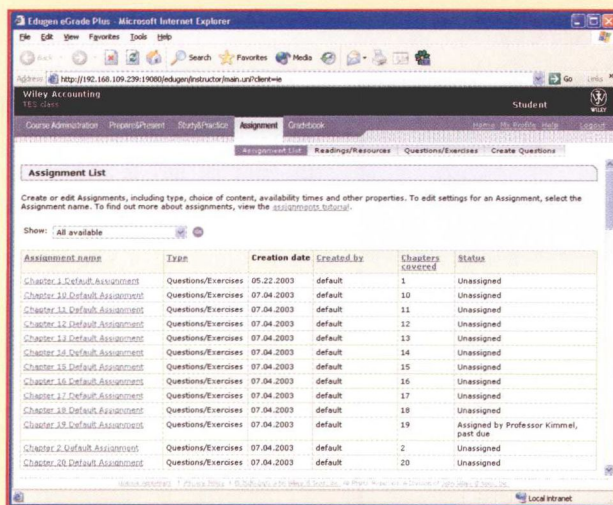 Edugen eGrade Plus - Microsoft Internet Explorer
File Edit View Favorites Tools Help
Back Search Favorites Media
Address http://192.168.109.239:19080/edugen/instructor/main.uni?client=ie Go Links
Wiley Accounting
TES class
Student
WILEY
Course Administration Prepare&Present Study&Practice Assignment Gradebook Home My Profile Help Logout
Assignment List Readings/Resources Questions/Exercises Create Questions
Assignment List
Create or edit Assignments, including type, choice of content, availability times and other properties. To edit settings for an Assignment, select the
Assignment name. To find out more about assignments, view the assignments tutorial.
Show: All available
Assignment name Type Creation date Created by Chapters covered Status
Chapter 1 Default Assignment Questions/Exercises 05.22.2003 default 1 Unassigned
Chapter 10 Default Assignment Questions/Exercises 07.04.2003 default 10 Unassigned
Chapter 11 Default Assignment Questions/Exercises 07.04.2003 default 11 Unassigned
Chapter 12 Default Assignment Questions/Exercises 07.04.2003 default 12 Unassigned
Chapter 13 Default Assignment Questions/Exercises 07.04.2003 default 13 Unassigned
Chapter 14 Default Assignment Questions/Exercises 07.04.2003 default 14 Unassigned
Chapter 15 Default Assignment Questions/Exercises 07.04.2003 default 15 Unassigned
Chapter 16 Default Assignment Questions/Exercises 07.04.2003 default 16 Unassigned
Chapter 17 Default Assignment Questions/Exercises 07.04.2003 default 17 Unassigned
Chapter 18 Default Assignment Questions/Exercises 07.04.2003 default 18 Unassigned
Chapter 19 Default Assignment Questions/Exercises 07.04.2003 default 19 Assigned by Professor Kimmel,
past due
Chapter 2 Default Assignment Questions/Exercises 07.04.2003 default 2 Unassigned
Chapter 20 Default Assignment Questions/Exercises 07.04.2003 default 20 Unassigned
Local intranet